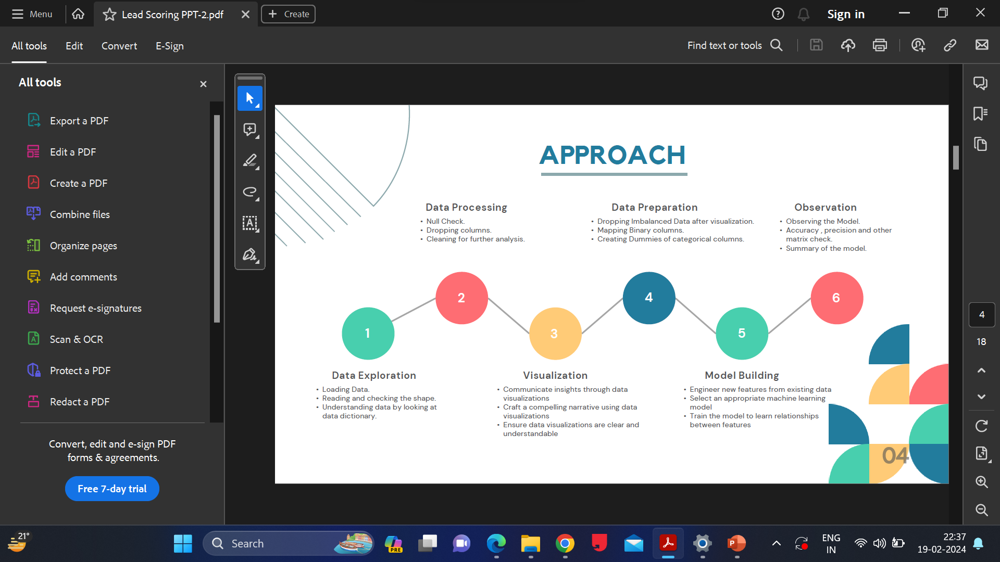 Menu
Lead Scoring PPT-2.pdf
Create
Sign in
All tools
Edit
Convert
E-Sign
Find text or tools
All tools
Export a PDF
Edit a PDF
Create a PDF
Combine files
Organize pages
Add comments
Request e-signatures
Scan & OCR
Protect a PDF
Redact a PDF
Convert, edit and e-sign PDF
forms & agreements.
Free 7-day trial
APPROACH
Data Processing
• Null Check.
• Dropping columns.
• Cleaning for further analysis.
Data Preparation
• Dropping Imbalanced Data after visualization.
• Mapping Binary columns.
• Creating Dummies of categorical columns.
Observation
• Observing the Model.
• Accuracy , precision and other
matrix check.
• Summary of the model.
1
2
3
4
5
6
Data Exploration
• Loading Data.
• Reading and checking the shape.
• Understanding data by looking at
data dictionary.
Visualization
• Communicate insights through data
visualizations
• Craft a compelling narrative using data
visualizations
• Ensure data visualizations are clear and
understandable
Model Building
• Engineer new features from existing data
• Select an appropriate machine learning
model
• Train the model to learn relationships
between features
04
4
18
21°
Search
PRE
ENG
IN
22:37
19-02-2024